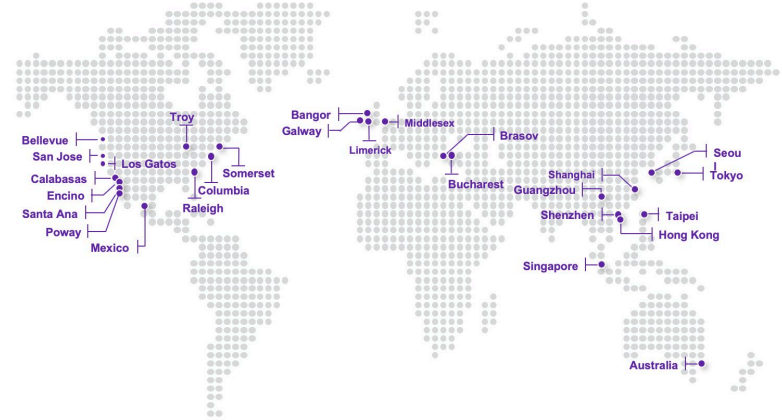 Troy
Bellevue
San Jose
Los Gatos
Calabasas
Encino
Santa Ana
Poway
Mexico
Somerset
Columbia
Raleigh
Bangor
Galway
Middlesex
Limerick
Brasov
Bucharest
Seou
l
Tokyo
Shanghai
Guangzhou
Shenzhen
Taipei
Hong Kong
Singapore
Australia